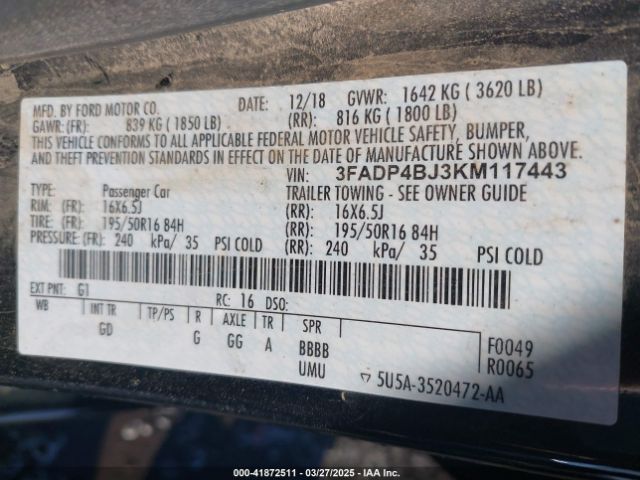 MFD. BY FORD MOTOR CO. DATE: 12/18 GVWR: 1642 KG ( 3620 LB)
GAWR: (FR): 839 KG ( 1850 LB) (RR): 816 KG ( 1800 LB)
THIS VEHICLE CONFORMS TO ALL APPLICABLE FEDERAL MOTOR VEHICLE SAFETY, BUMPER,
AND THEFT PREVENTION STANDARDS IN EFFECT ON THE DATE OF MANUFACTURE SHOWN ABOVE.
VIN: 3FADP4BJ3KM117443
TYPE: Passenger Car TRAILER TOWING - SEE OWNER GUIDE
RIM: (FR): 16X6.5J (RR): 16X6.5J
TIRE: (FR): 195/50R16 84H (RR): 195/50R16 84H
PRESSURE: (FR): 240 kPa/ 35 PSI COLD (RR): 240 kPa/ 35 PSI COLD
EXT PNT: G1 RC: 16 DSO:
WB INT TR TP/PS R AXLE TR SPR
GD G GG A BBBB F0049
UMU R0065
5U5A-3520472-AA
000-41872511 - 03/27/2025 - IAA Inc.